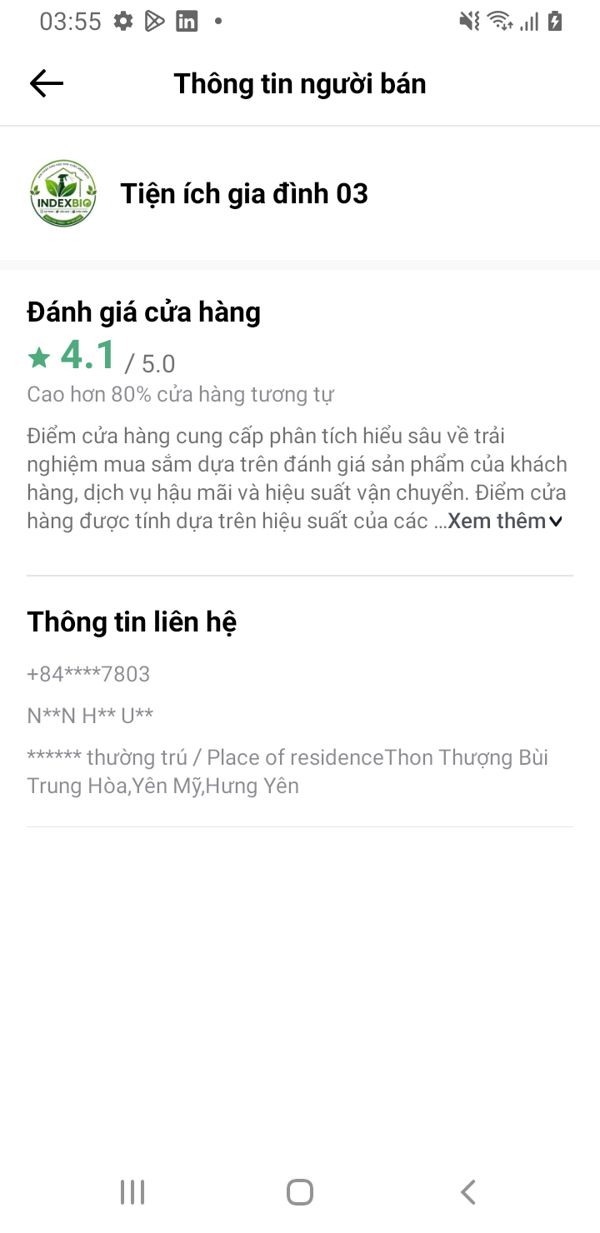 03:55
Thông tin người bán
INDEXBIO
Tiện ích gia đình 03
Đánh giá cửa hàng
4.1 / 5.0
Cao hơn 80% cửa hàng tương tự
Điểm cửa hàng cung cấp phân tích hiểu sâu về trải
nghiệm mua sắm dựa trên đánh giá sản phẩm của khách
hàng, dịch vụ hậu mãi và hiệu suất vận chuyển. Điểm cửa
hàng được tính dựa trên hiệu suất của các ...Xem thêm
Thông tin liên hệ
+84****7803
N**N H** U**
****** thường trú / Place of residenceThon Thượng Bùi
Trung Hòa,Yên Mỹ,Hưng Yên